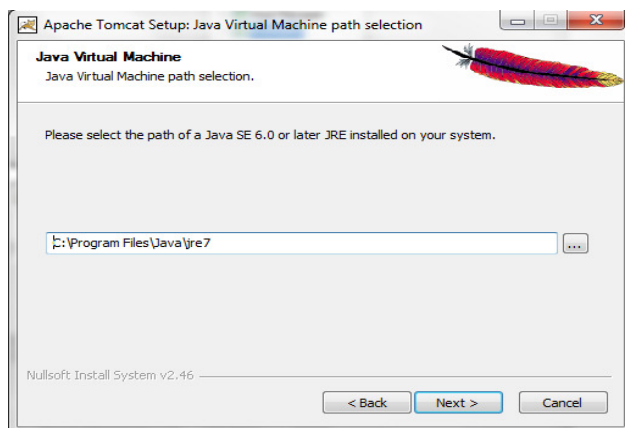 Apache Tomcat Setup: Java Virtual Machine path selection
Java Virtual Machine
Java Virtual Machine path selection.
Please select the path of a Java SE 6.0 or later JRE installed on your system.
C:\Program Files\Java\jre7
...
Nullsoft Install System v2.46
< Back
Next >
Cancel